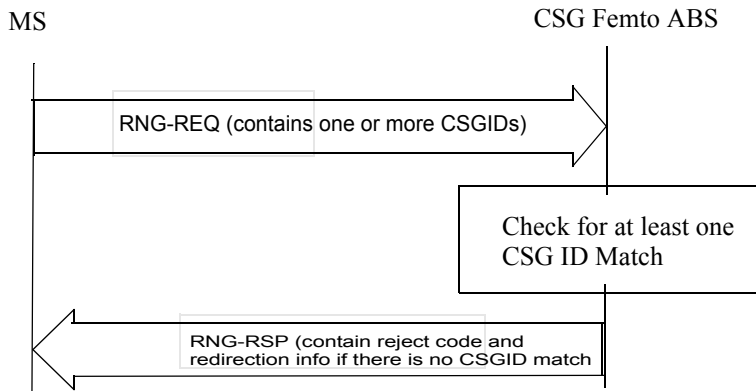 MS
CSG Femto ABS
RNG-REQ (contains one or more CSGIDs)
Check for at least one
CSG ID Match
RNG-RSP (contain reject code and
redirection info if there is no CSGID match